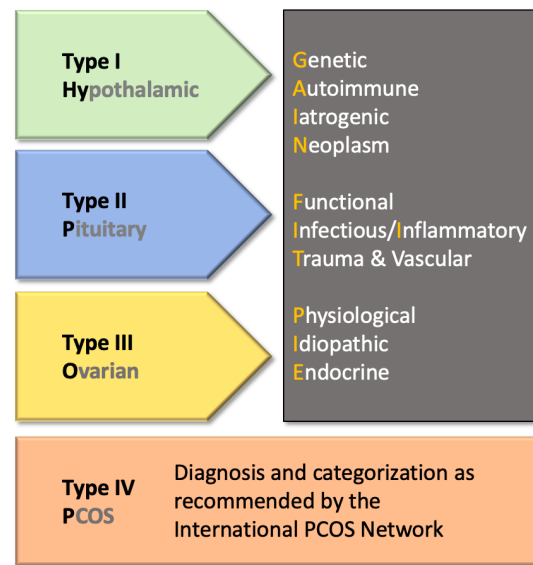 Type I
Hypothalamic
Type II
Pituitary
Type III
Ovarian
Genetic
Autoimmune
Iatrogenic
Neoplasm
Functional
Infectious/Inflammatory
Trauma & Vascular
Physiological
Idiopathic
Endocrine
Type IV
PCOS
Diagnosis and categorization as
recommended by the
International PCOS Network